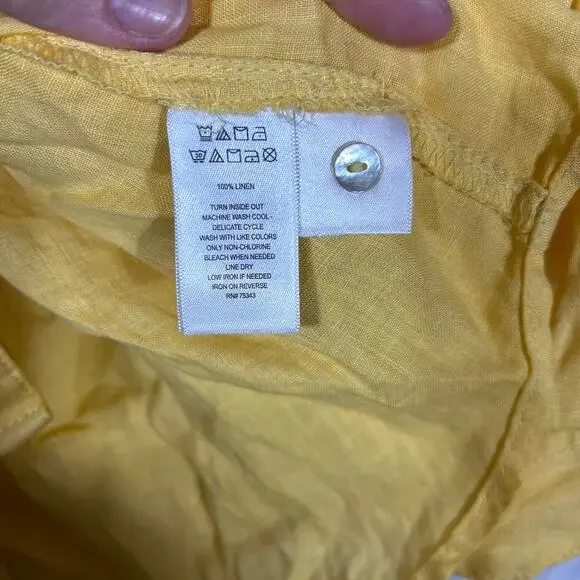 30
100% LINEN
TURN INSIDE OUT
MACHINE WASH COOL -
DELICATE CYCLE
WASH WITH LIKE COLORS
ONLY NON-CHLORINE
BLEACH WHEN NEEDED
LINE DRY
LOW IRON IF NEEDED
IRON ON REVERSE
RN# 75343